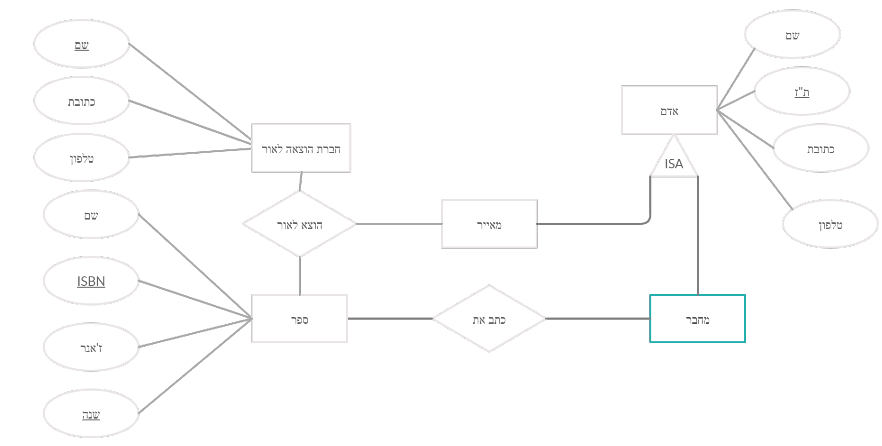 שם
שם
ת"ז
כתובת
אדם
כתובת
טלפון
חברת הוצאה לאור
טלפון
ISA
שם
הוצא לאור
מאייר
טלפון
ISBN
ספר
כתב את
מחבר
ז'אנר
שנה